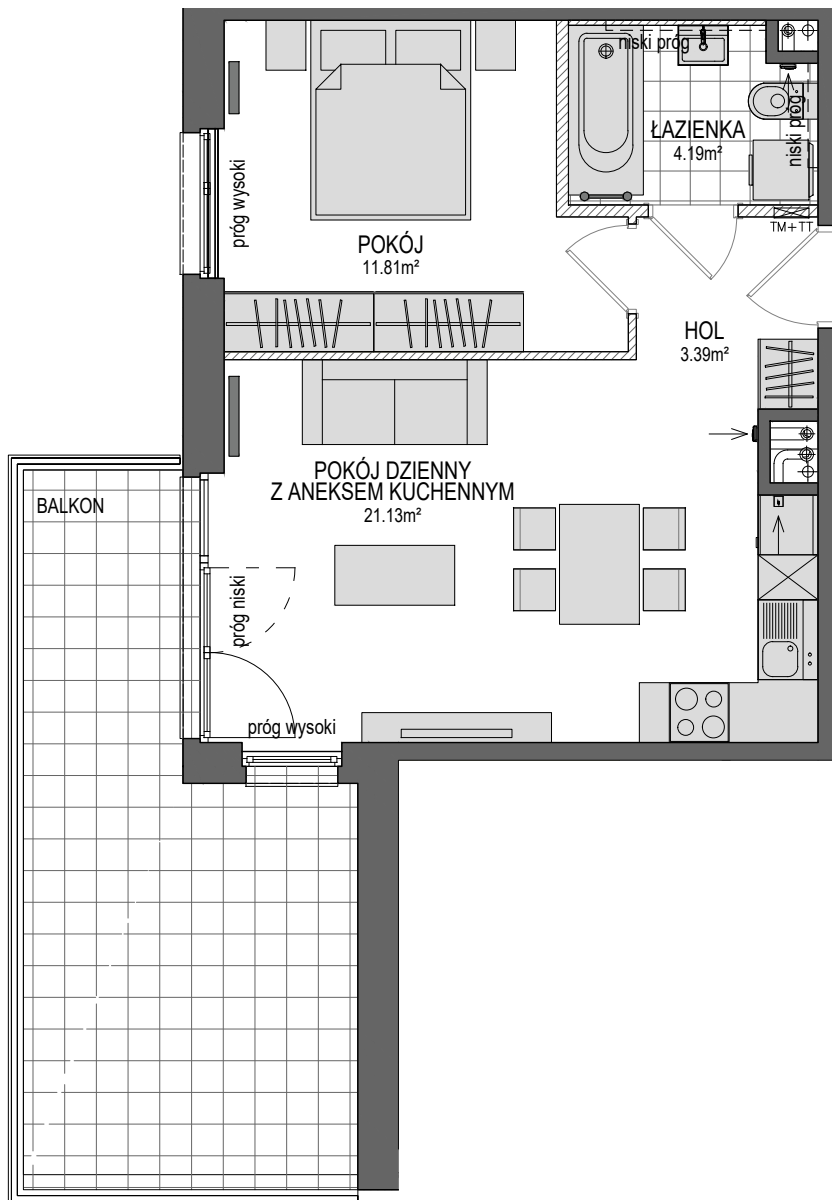 niski próg
ŁAZIENKA
4.19m²
niski próg.
próg wysoki
POKÓJ
11.81m²
TM+TT
HOL
3.39m²
POKÓJ DZIENNY
Z ANEKSEM KUCHENNYM
21.13m²
BALKON
próg niski
próg wysoki